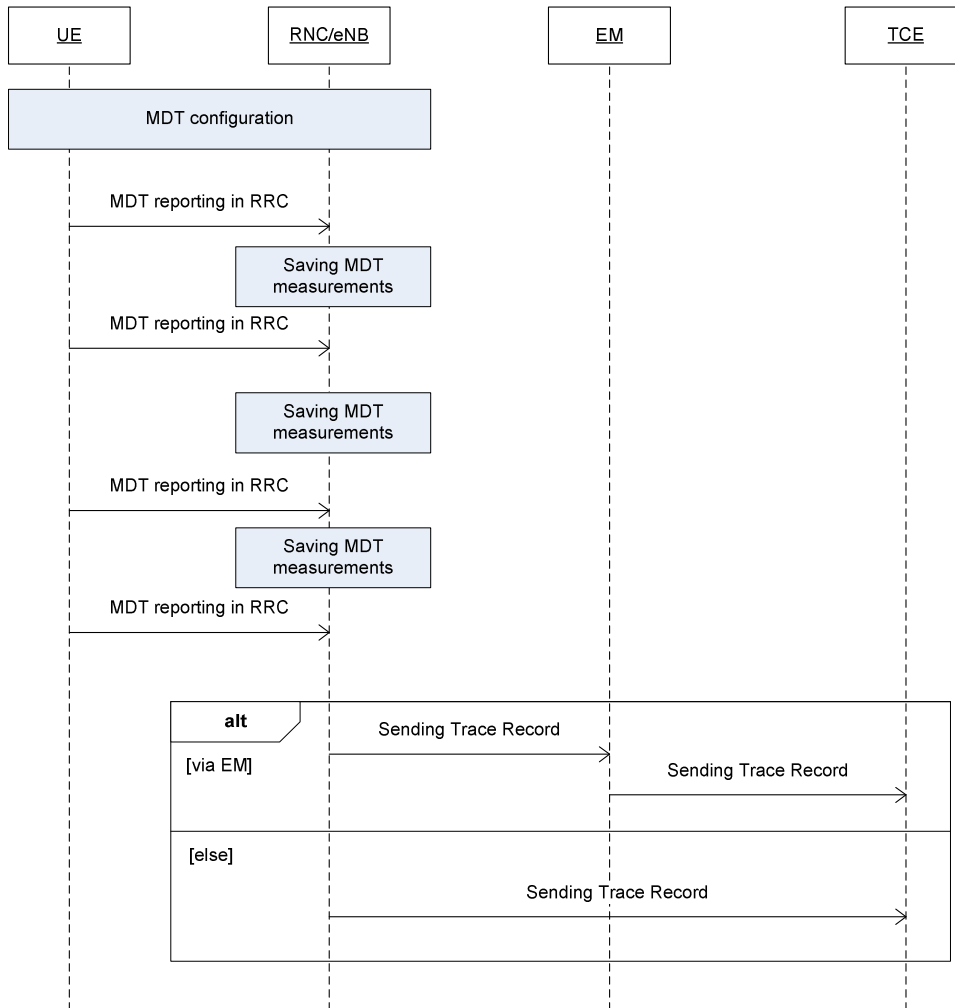 UE
RNC/eNB
EM
TCE
MDT configuration
MDT reporting in RRC
Saving MDT
measurements
MDT reporting in RRC
Saving MDT
measurements
MDT reporting in RRC
Saving MDT
measurements
MDT reporting in RRC
alt
Sending Trace Record
[via EM]
Sending Trace Record
[else]
Sending Trace Record